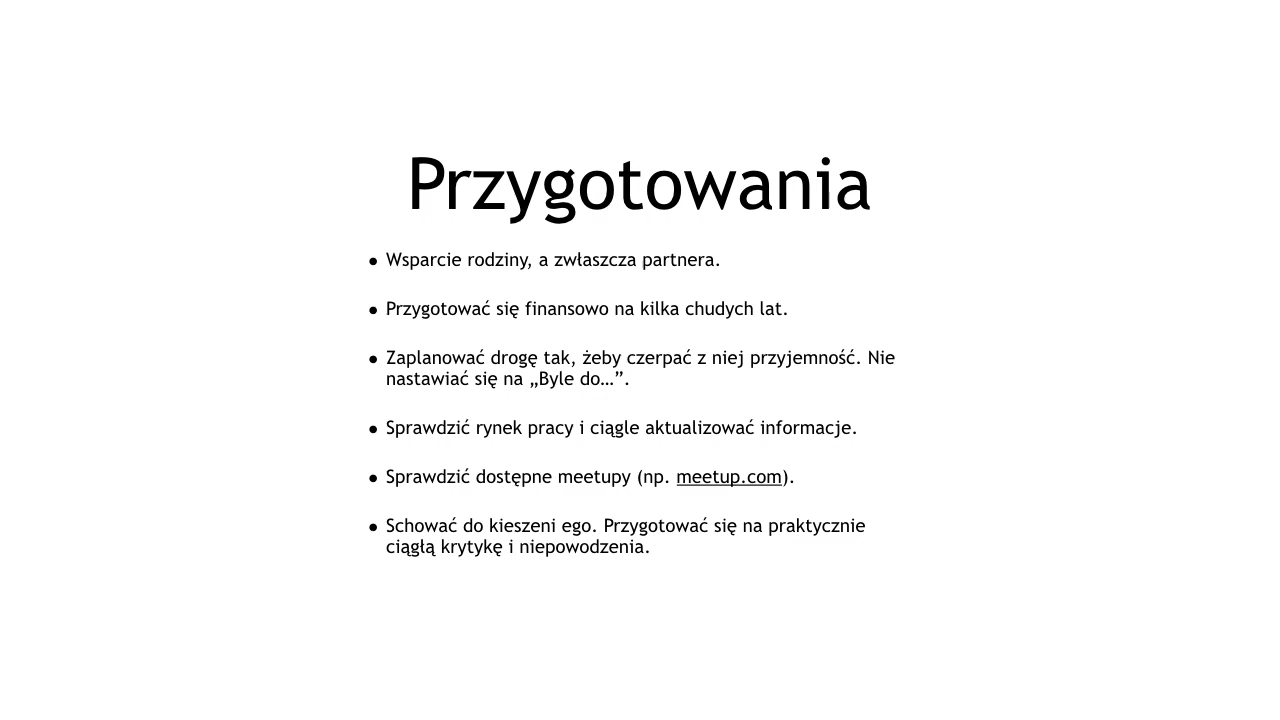 Przygotowania
• Wsparcie rodziny, a zwłaszcza partnera.
• Przygotować się finansowo na kilka chudych lat.
• Zaplanować drogę tak, żeby czerpać z niej przyjemność. Nie
nastawiać się na „Byle do…”.
• Sprawdzić rynek pracy i ciągle aktualizować informacje.
• Sprawdzić dostępne meetupy (np. meetup.com).
• Schować do kieszeni ego. Przygotować się na praktycznie
ciągłą krytykę i niepowodzenia.